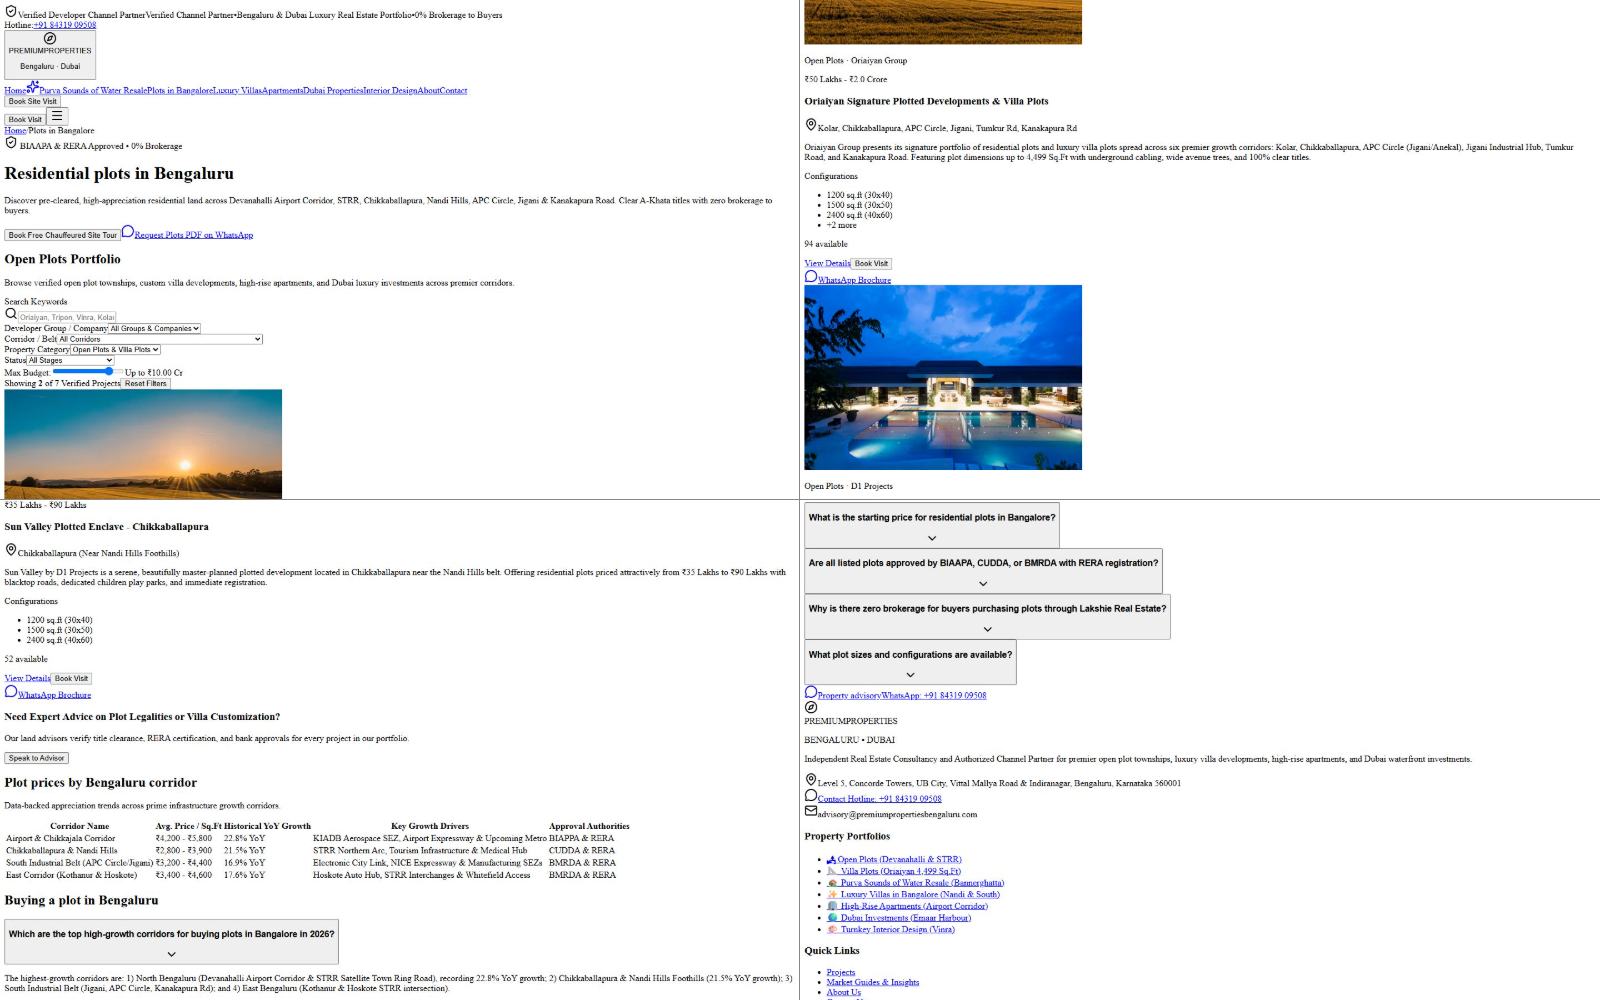 Verified Developer Channel PartnerVerified Channel Partner•Bengaluru & Dubai Luxury Real Estate Portfolio•0% Brokerage to Buyers
Hotline:+91 84319 09508
PREMIUMPROPERTIES
Bengaluru · Dubai
HomePurva Sounds of Water ResalePlots in BangaloreLuxury VillasApartmentsDubai PropertiesInterior DesignAboutContact
Book Site Visit
Book Visit
Home/Plots in Bangalore
BIAAPA & RERA Approved • 0% Brokerage
Residential plots in Bengaluru
Discover pre-cleared, high-appreciation residential land across Devanahalli Airport Corridor, STRR, Chikkaballapura, Nandi Hills, APC Circle, Jigani & Kanakapura Road. Clear A-Khata titles with zero brokerage to
buyers.
Book Free Chauffeured Site Tour Request Plots PDF on WhatsApp
Open Plots Portfolio
Browse verified open plot townships, custom villa developments, high-rise apartments, and Dubai luxury investments across premier corridors.
Search Keywords
Oriaiyan, Tripon, Vinra, Kolar
Developer Group / Company All Groups & Companies
Corridor / Belt All Corridors
Property Category Open Plots & Villa Plots
Status All Stages
Max Budget: Up to ₹10.00 Cr
Showing 2 of 7 Verified Projects Reset Filters
Open Plots · Oriaiyan Group
₹50 Lakhs - ₹2.0 Crore
Oriaiyan Signature Plotted Developments & Villa Plots
Kolar, Chikkaballapura, APC Circle, Jigani, Tumkur Rd, Kanakapura Rd
Oriaiyan Group presents its signature portfolio of residential plots and luxury villa plots spread across six premier growth corridors: Kolar, Chikkaballapura, APC Circle (Jigani/Anekal), Jigani Industrial Hub, Tumkur
Road, and Kanakapura Road. Featuring plot dimensions up to 4,499 Sq.Ft with underground cabling, wide avenue trees, and 100% clear titles.
Configurations
• 1200 sq.ft (30x40)
• 1500 sq.ft (30x50)
• 2400 sq.ft (40x60)
• +2 more
94 available
View Details Book Visit
WhatsApp Brochure
Open Plots · D1 Projects
₹35 Lakhs - ₹90 Lakhs
Sun Valley Plotted Enclave - Chikkaballapura
Chikkaballapura (Near Nandi Hills Foothills)
Sun Valley by D1 Projects is a serene, beautifully master-planned plotted development located in Chikkaballapura near the Nandi Hills belt. Offering residential plots priced attractively from ₹35 Lakhs to ₹90 Lakhs with
blacktop roads, dedicated children play parks, and immediate registration.
Configurations
• 1200 sq.ft (30x40)
• 1500 sq.ft (30x50)
• 2400 sq.ft (40x60)
52 available
View Details Book Visit
WhatsApp Brochure
Need Expert Advice on Plot Legalities or Villa Customization?
Our land advisors verify title clearance, RERA certification, and bank approvals for every project in our portfolio.
Speak to Advisor
Plot prices by Bengaluru corridor
Data-backed appreciation trends across prime infrastructure growth corridors.
Corridor Name Avg. Price / Sq.Ft Historical YoY Growth Key Growth Drivers Approval Authorities
Airport & Chikkajala Corridor ₹4,200 - ₹5,800 22.8% YoY KIADB Aerospace SEZ, Airport Expressway & Upcoming Metro BIAPPA & RERA
Chikkaballapura & Nandi Hills ₹2,800 - ₹3,900 21.5% YoY STRR Northern Arc, Tourism Infrastructure & Medical Hub CUDDA & RERA
South Industrial Belt (APC Circle/Jigani) ₹3,200 - ₹4,400 16.9% YoY Electronic City Link, NICE Expressway & Manufacturing SEZs BMRDA & RERA
East Corridor (Kothanur & Hoskote) ₹3,400 - ₹4,600 17.6% YoY Hoskote Auto Hub, STRR Interchanges & Whitefield Access BMRDA & RERA
Buying a plot in Bengaluru
Which are the top high-growth corridors for buying plots in Bangalore in 2026?
The highest-growth corridors are: 1) North Bengaluru (Devanahalli Airport Corridor & STRR Satellite Town Ring Road), recording 22.8% YoY growth; 2) Chikkaballapura & Nandi Hills Foothills (21.5% YoY growth); 3)
South Industrial Belt (Jigani, APC Circle, Kanakapura Rd); and 4) East Bengaluru (Kothanur & Hoskote STRR intersection).
What is the starting price for residential plots in Bangalore?
Are all listed plots approved by BIAAPA, CUDDA, or BMRDA with RERA registration?
Why is there zero brokerage for buyers purchasing plots through Lakshie Real Estate?
What plot sizes and configurations are available?
Property advisoryWhatsApp: +91 84319 09508
PREMIUMPROPERTIES
BENGALURU • DUBAI
Independent Real Estate Consultancy and Authorized Channel Partner for premier open plot townships, luxury villa developments, high-rise apartments, and Dubai waterfront investments.
Level 5, Concorde Towers, UB City, Vittal Mallya Road & Indiranagar, Bengaluru, Karnataka 560001
Contact Hotline: +91 84319 09508
advisory@premiumpropertiesbengaluru.com
Property Portfolios
• Open Plots (Devanahalli & STRR)
• Villa Plots (Oriaiyan 4,499 Sq.Ft)
• Purva Sounds of Water Resale (Bannerghatta)
• Luxury Villas in Bangalore (Nandi & South)
• High-Rise Apartments (Airport Corridor)
• Dubai Investments (Emaar Harbour)
• Turnkey Interior Design (Vinra)
Quick Links
• Projects
• Market Guides & Insights
• About Us